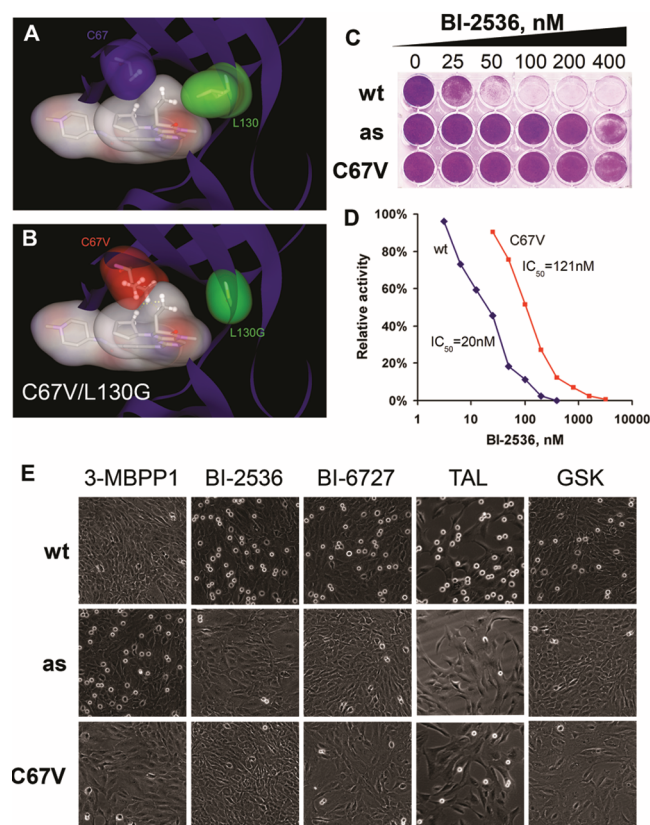 A
C67
L130
B
C67V
L130G
C67V/L130G
C
BI-2536, nM
0 25 50 100 200 400
wt
as
C67V
D
100%
80%
60%
40%
20%
0%
Relative activity
wt
C67V
IC50=121nM
IC50=20nM
1 10 100 1000 10000
BI-2536, nM
E
3-MBPP1 BI-2536 BI-6727 TAL GSK
wt
as
C67V